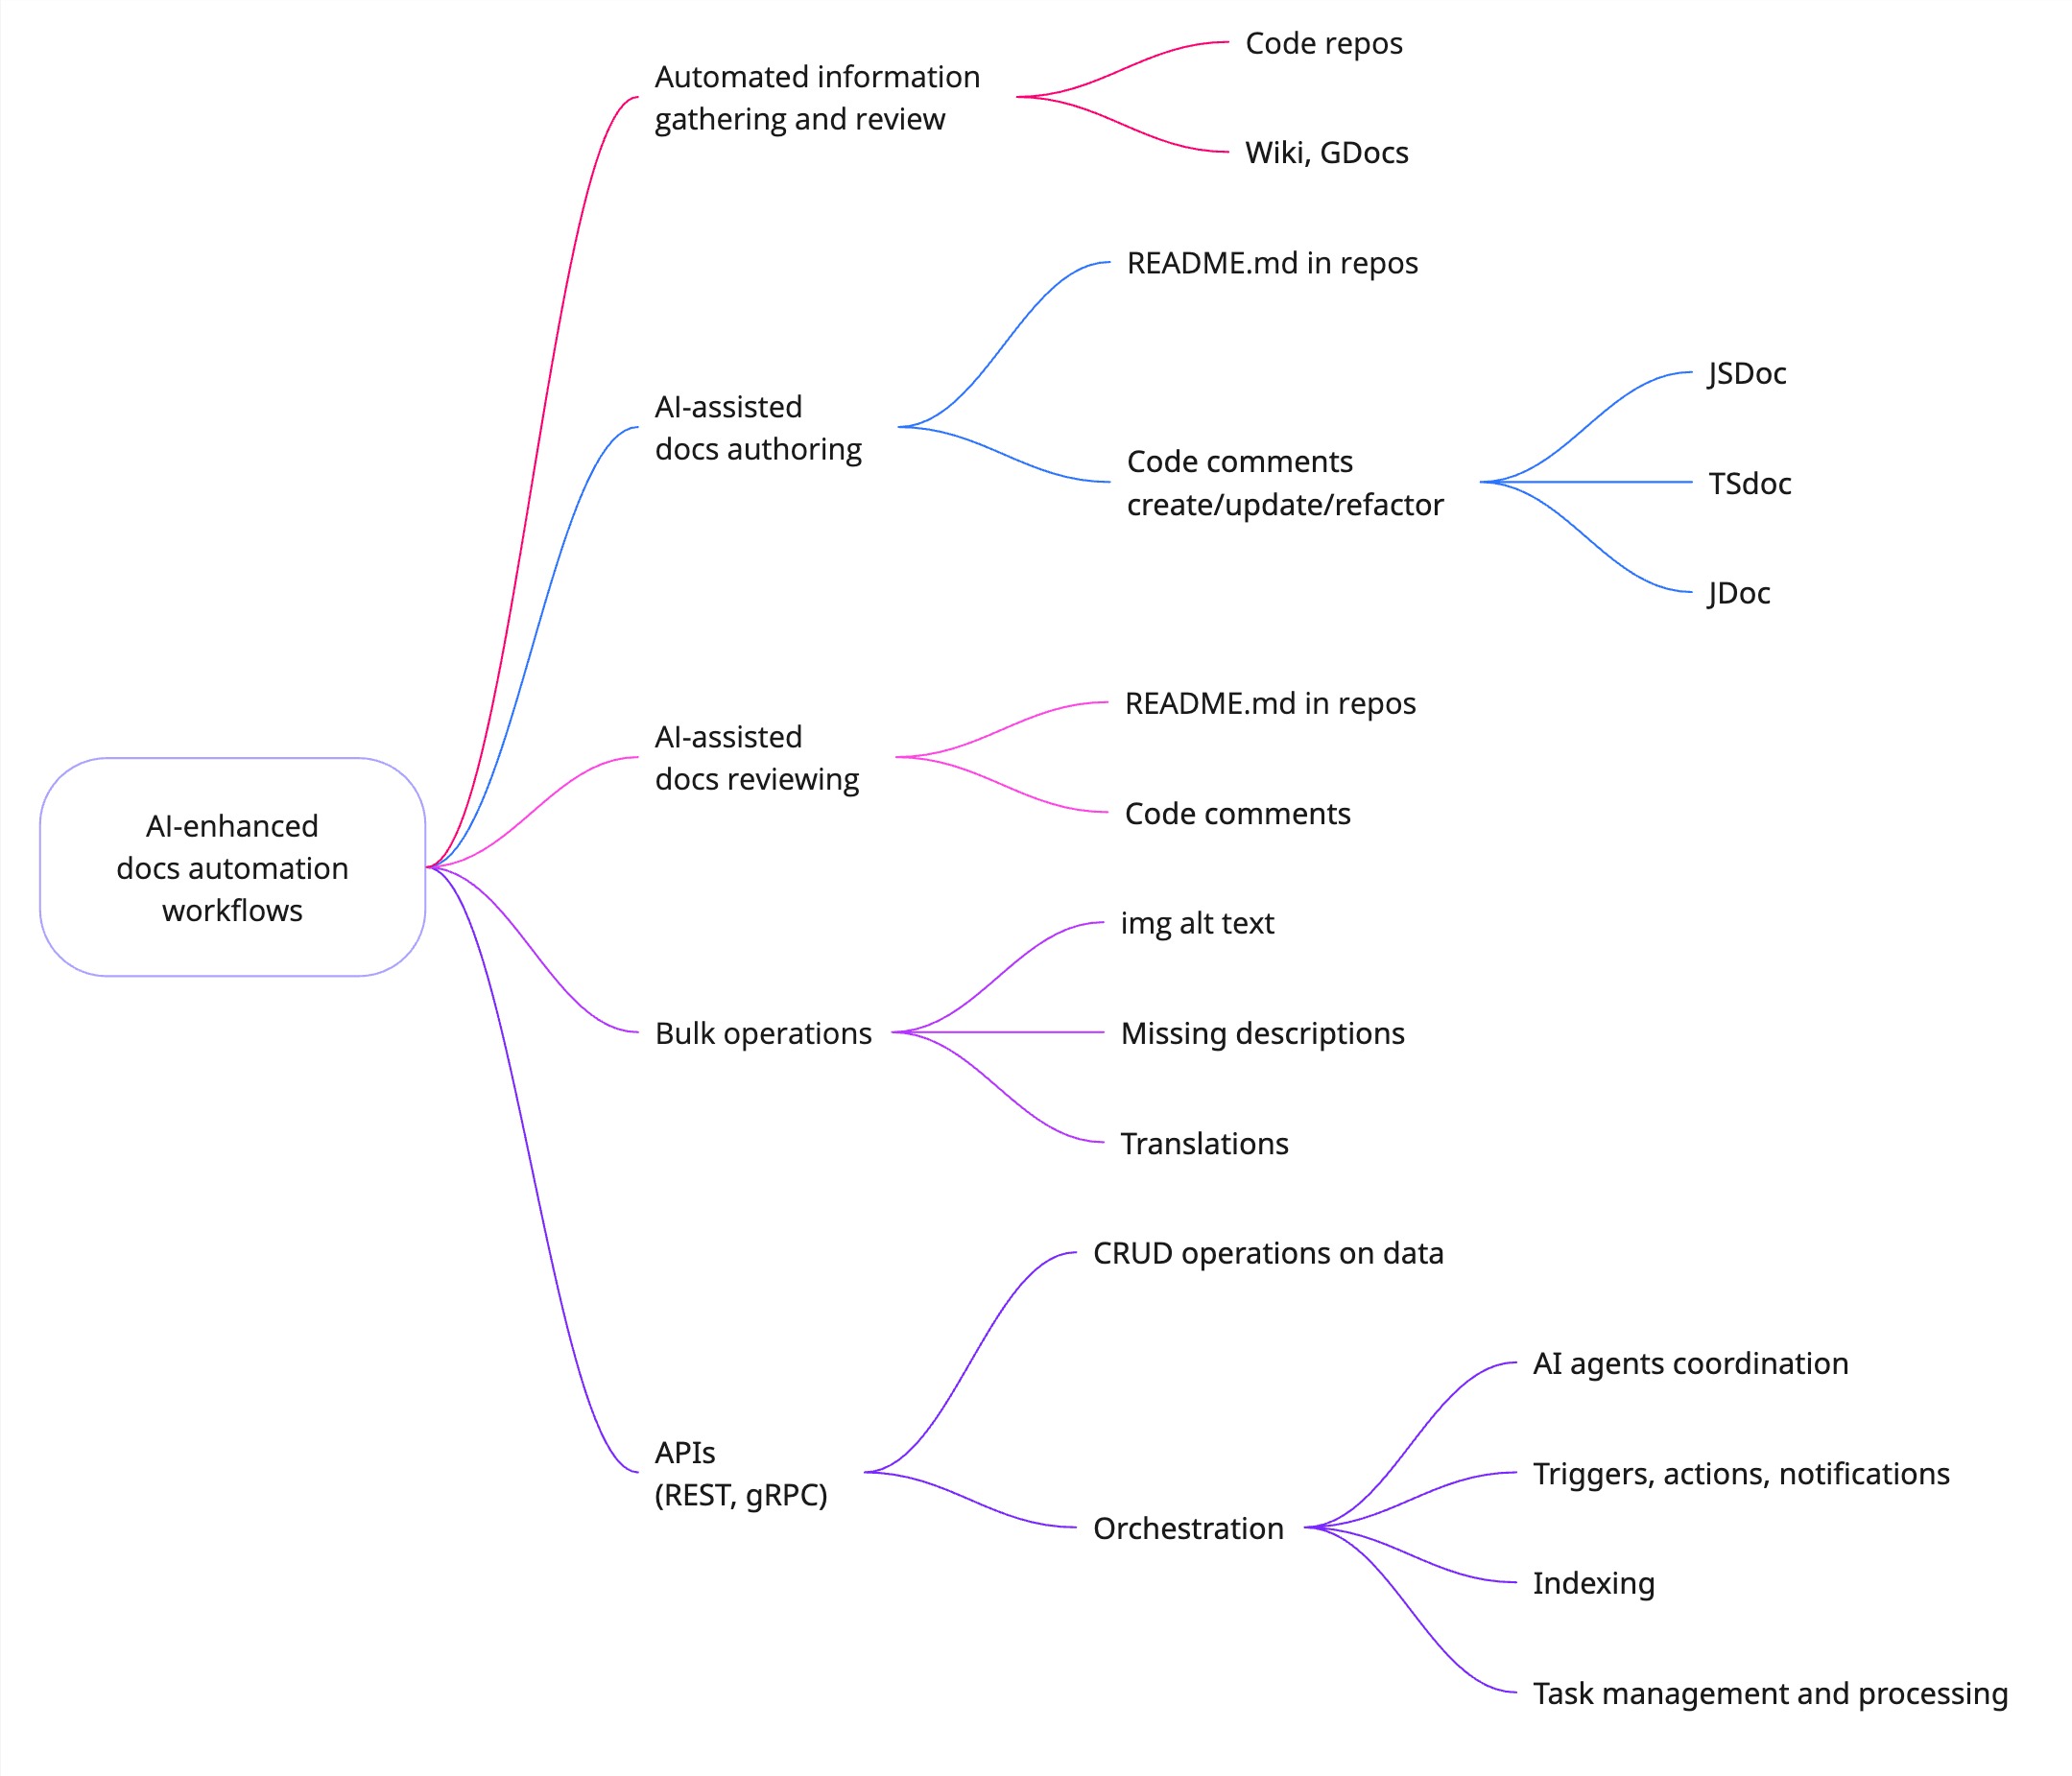 AI-enhanced
docs automation
workflows
Automated information
gathering and review
Code repos
Wiki, GDocs
AI-assisted
docs authoring
README.md in repos
Code comments
create/update/refactor
JSDoc
TSdoc
JDoc
AI-assisted
docs reviewing
README.md in repos
Code comments
Bulk operations
img alt text
Missing descriptions
Translations
APIs
(REST, gRPC)
CRUD operations on data
Orchestration
AI agents coordination
Triggers, actions, notifications
Indexing
Task management and processing